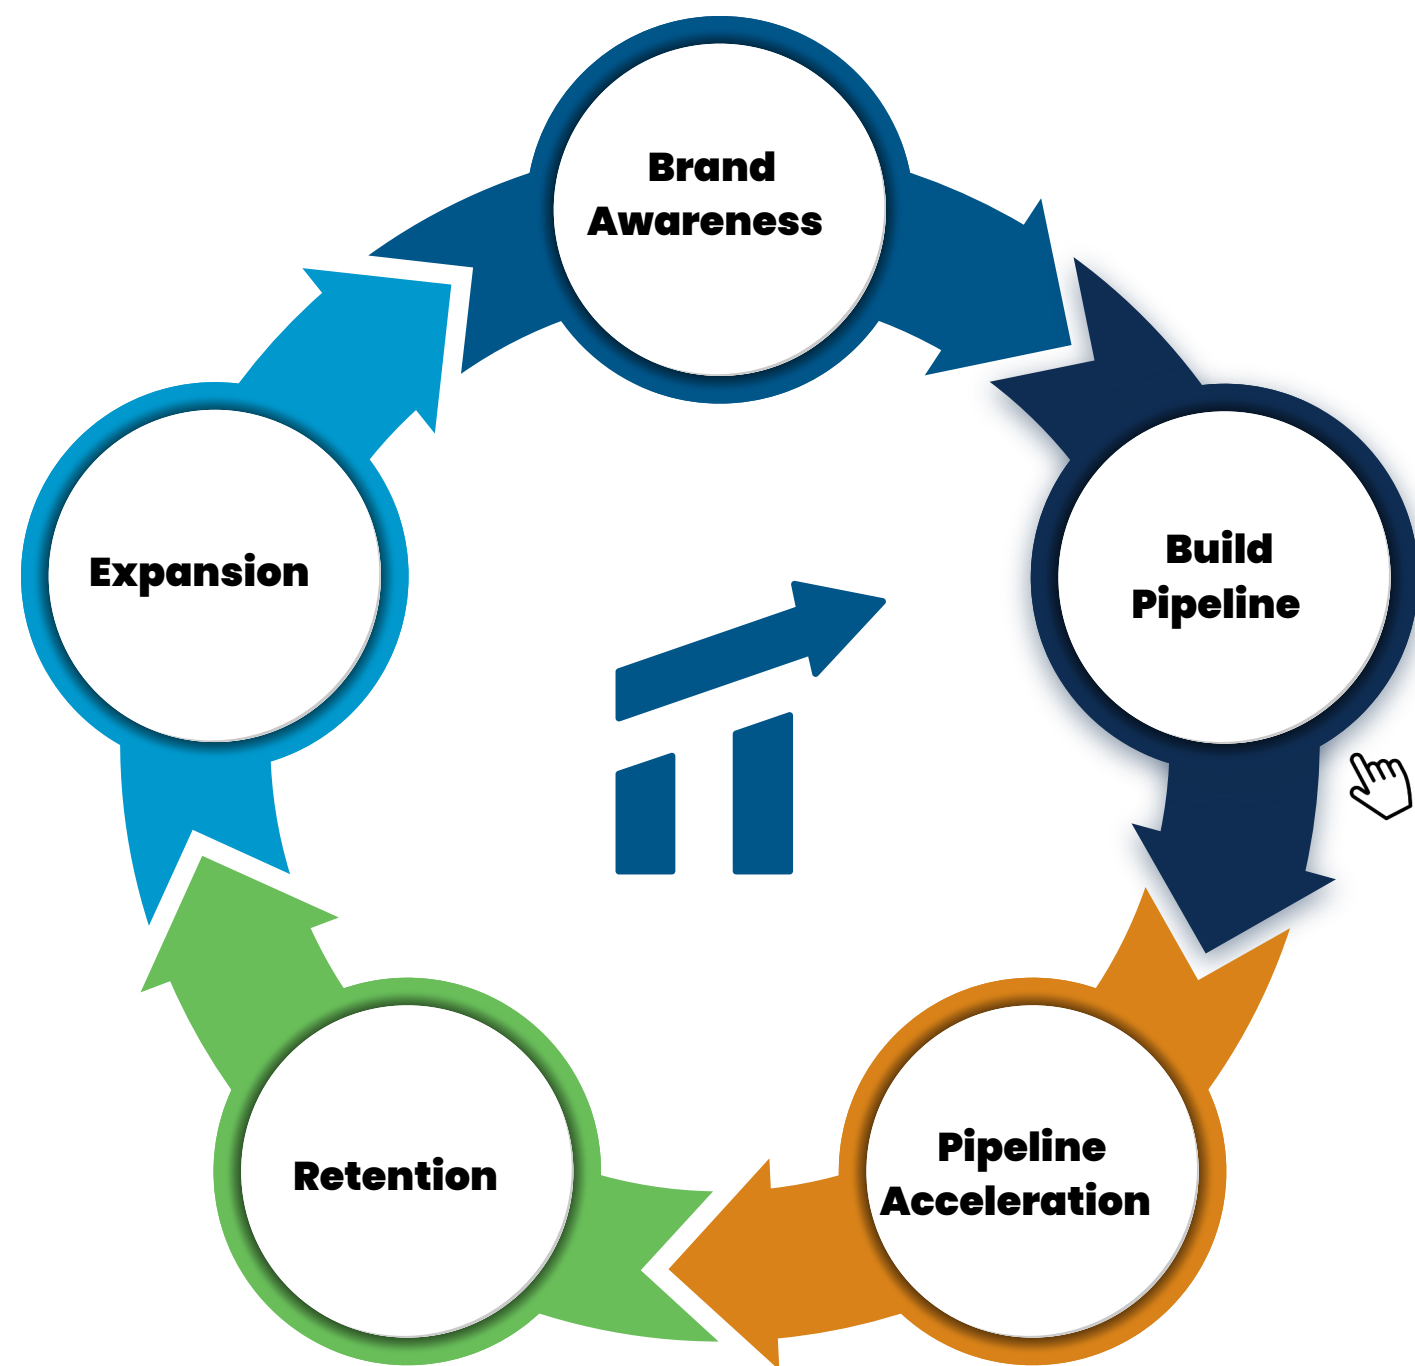 Brand
Awareness
Build
Pipeline
Pipeline
Acceleration
Retention
Expansion